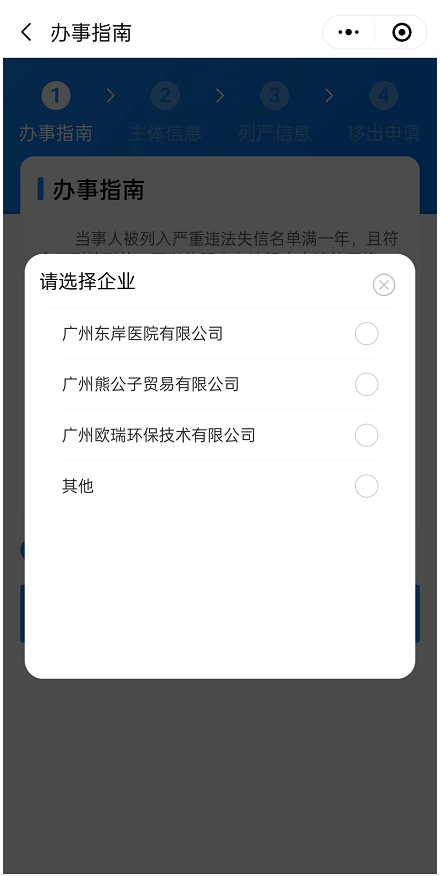 办事指南
1
2
3
4
办事指南
主体信息
列严信息
移出申请
办事指南
当事人被列入严重违法失信名单满一年，且符
请选择企业
广州东岸医院有限公司
广州熊公子贸易有限公司
广州欧瑞环保技术有限公司
其他